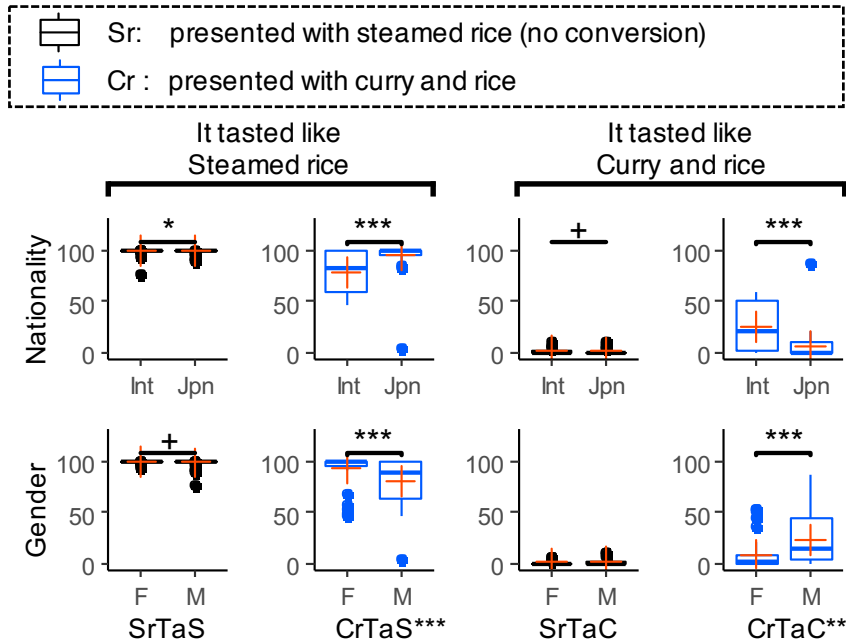 Sr: presented with steamed rice (no conversion)
Cr : presented with curry and rice
It tasted like
Steamed rice
It tasted like
Curry and rice
Nationality
* *** + ***
100 100 100 100
50 50 50 50
0 0 0 0
Int Jpn Int Jpn Int Jpn Int Jpn
Gender
+ *** ***
100 100 100 100
50 50 50 50
0 0 0 0
F M F M F M F M
SrTaS CrTaS*** SrTaC CrTaC**